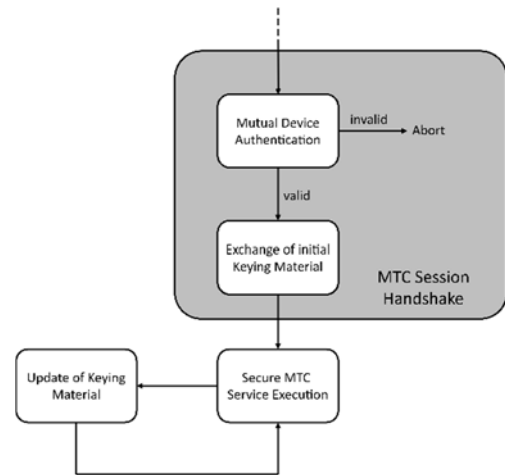 Mutual Device
Authentication
invalid
Abort
valid
Exchange of initial
Keying Material
MTC Session
Handshake
Update of Keying
Material
Secure MTC
Service Execution